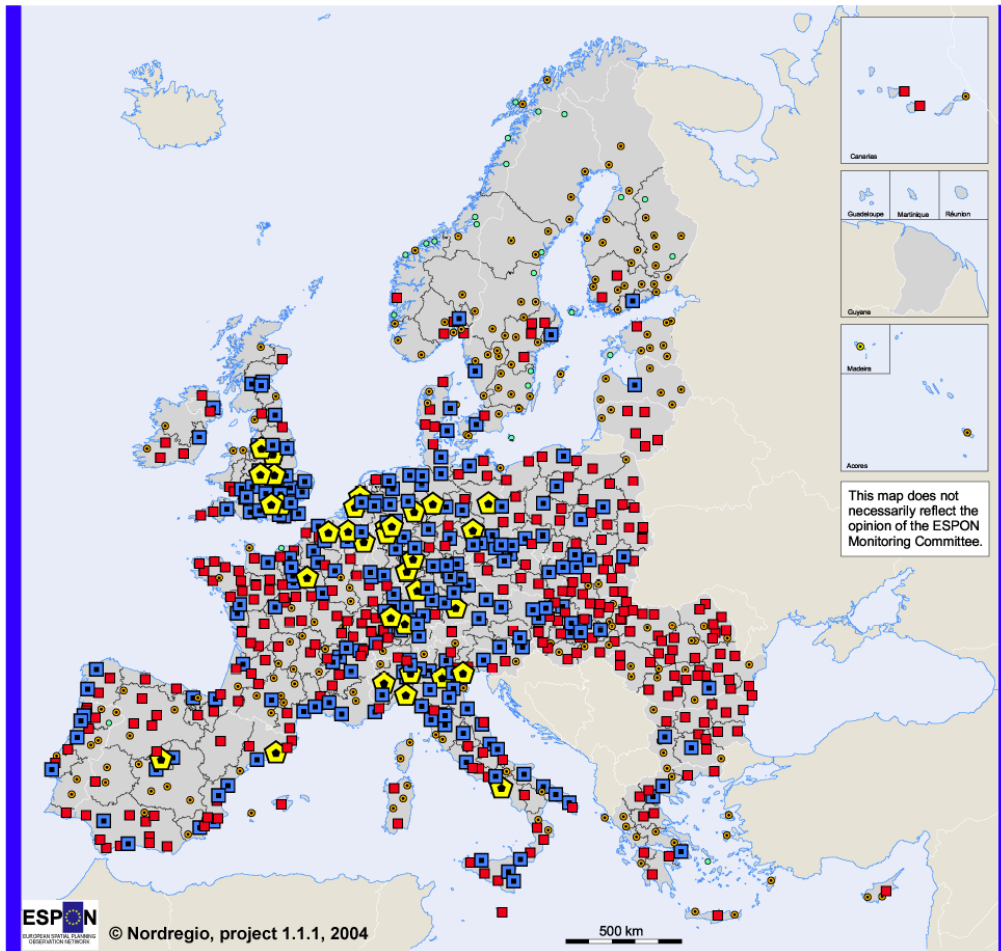 Canarias
Guadeloupe
Martinique
Réunion
Guyane
Madeira
Acores
This map does not
necessarily reflect the
opinion of the ESPON
Monitoring Committee.
ESPON
EUROPEAN SPATIAL PLANNING
OBSERVATION NETWORK
© Nordregio, project 1.1.1, 2004
500 km